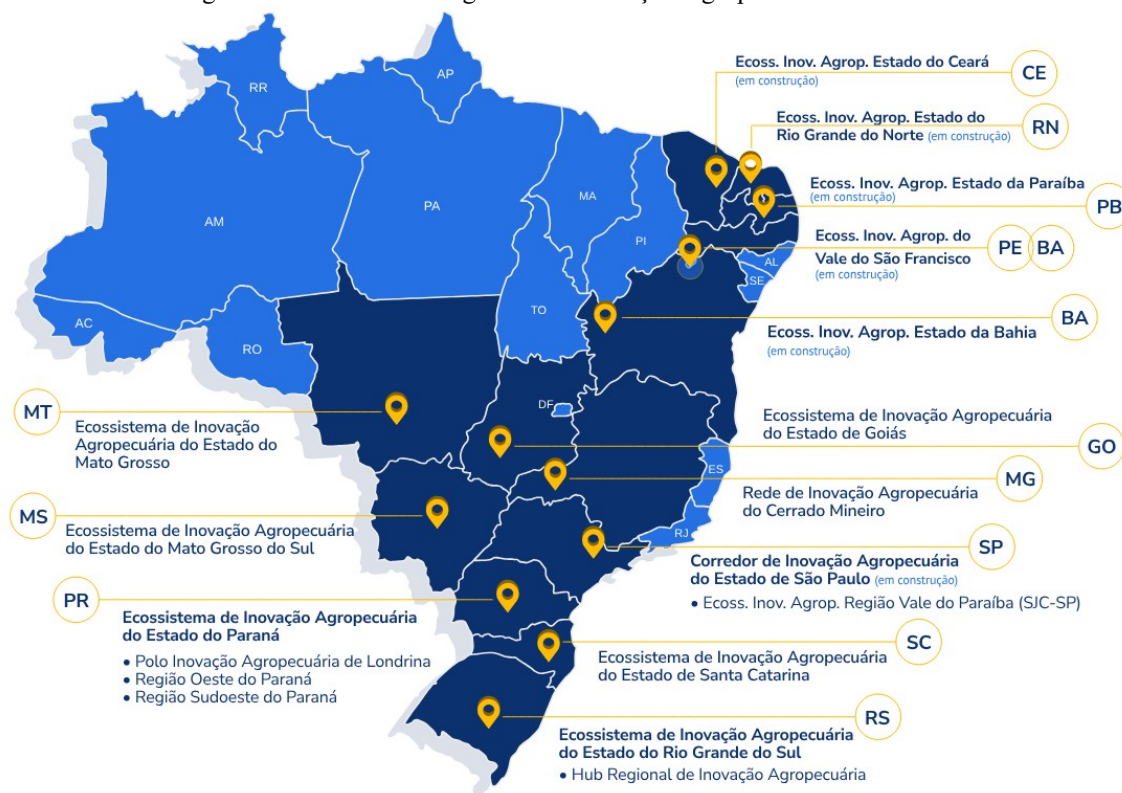 RR
AP
AM
PA
MA
PI
AC
RO
TO
AL
SE
DF
ES
RJ
Ecoss. Inov. Agrop. Estado do Ceará
(em construção)
CE
Ecoss. Inov. Agrop. Estado do
Rio Grande do Norte (em construção)
RN
Ecoss. Inov. Agrop. Estado da Paraíba
(em construção)
PB
Ecoss. Inov. Agrop. do
Vale do São Francisco
(em construção)
PE BA
BA
Ecoss. Inov. Agrop. Estado da Bahia
(em construção)
MT
Ecossistema de Inovação
Agropecuária do Estado do
Mato Grosso
Ecossistema de Inovação Agropecuária
do Estado de Goiás
GO
MG
Rede de Inovação Agropecuária
do Cerrado Mineiro
MS
Ecossistema de Inovação Agropecuária
do Estado do Mato Grosso do Sul
SP
Corredor de Inovação Agropecuária
do Estado de São Paulo (em construção)
• Ecoss. Inov. Agrop. Região Vale do Paraíba (SJC-SP)
PR
Ecossistema de Inovação Agropecuária
do Estado do Paraná
• Polo Inovação Agropecuária de Londrina
• Região Oeste do Paraná
• Região Sudoeste do Paraná
SC
Ecossistema de Inovação Agropecuária
do Estado de Santa Catarina
RS
Ecossistema de Inovação Agropecuária
do Estado do Rio Grande do Sul
• Hub Regional de Inovação Agropecuária